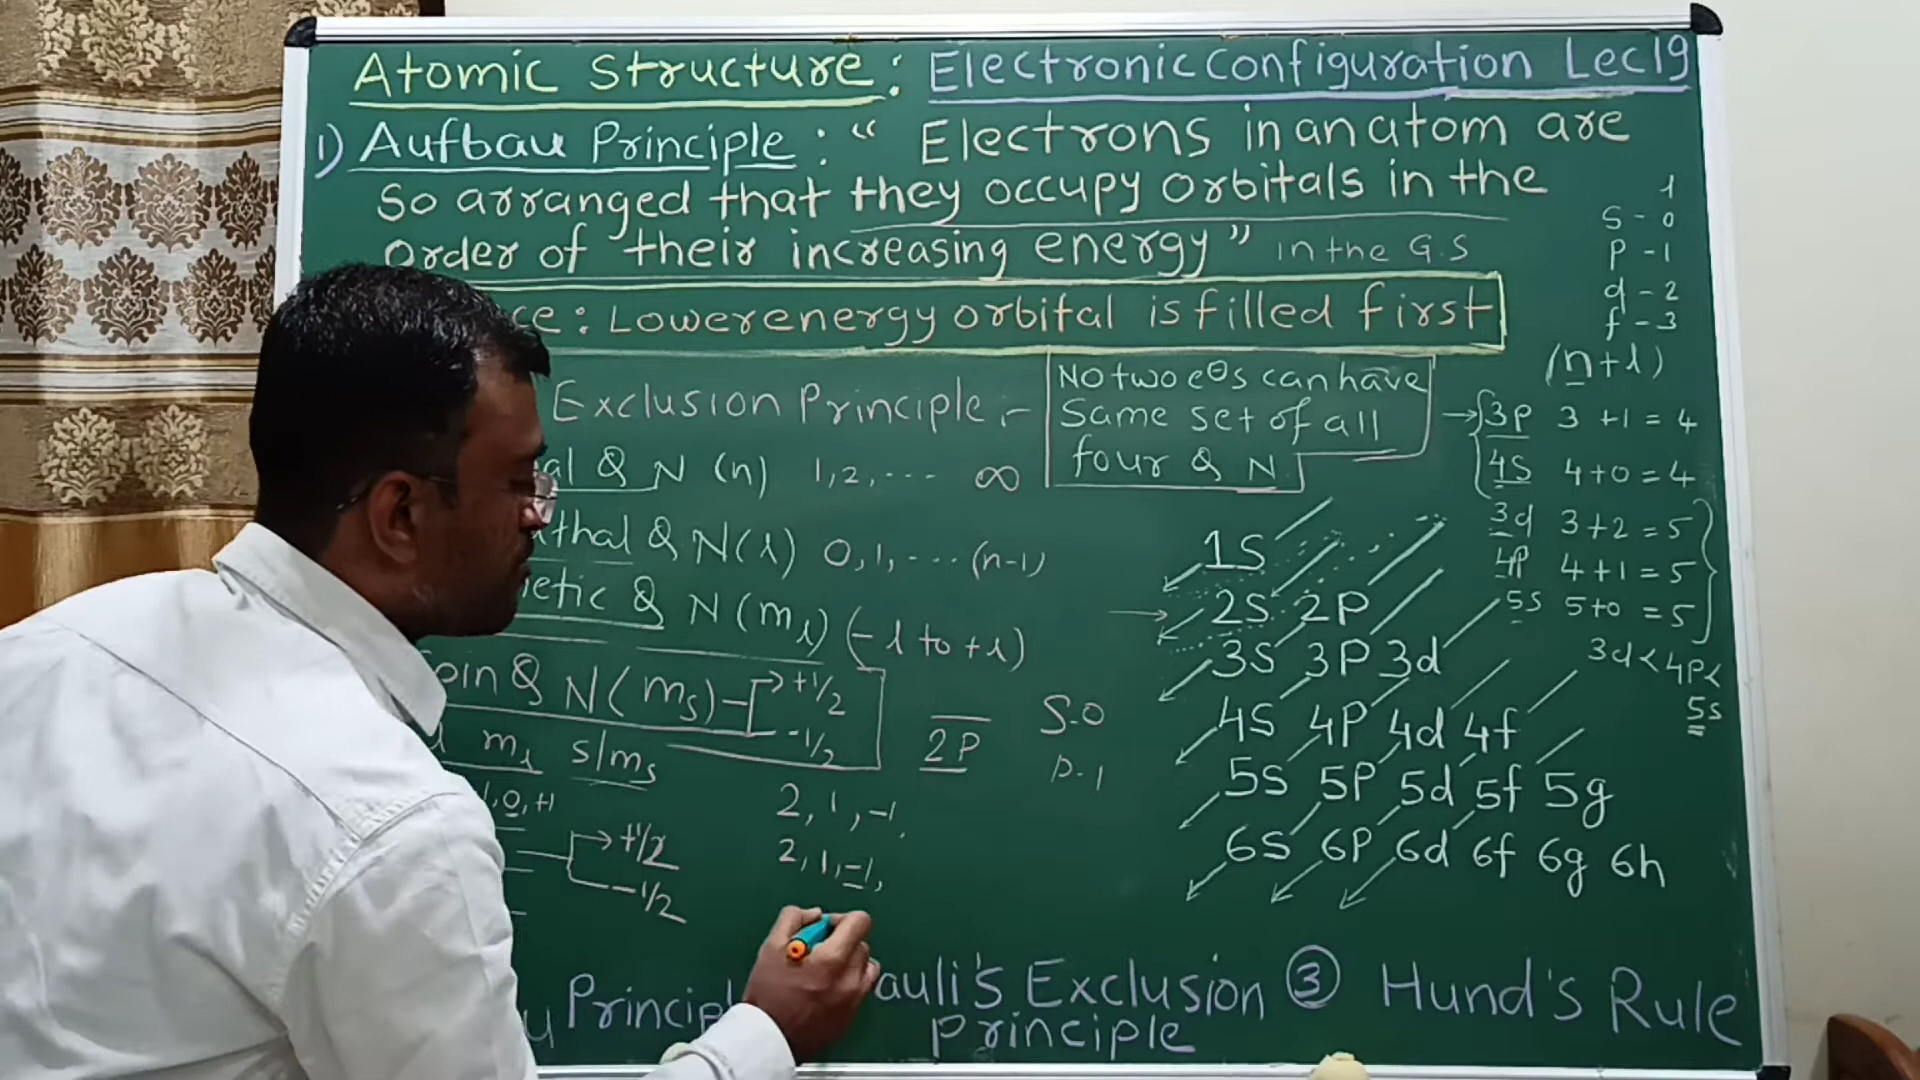 Atomic Structure: Electronic Configuration Lec19
1) Aufbau Principle : “ Electrons in an atom are
So arranged that they occupy orbitals in the
Order of their increasing energy” in the G.S
ce: Lower energy orbital is filled first
Exclusion Principle :-
No two e⊖s can have
Same set of all
four Q N.
al Q N (n) 1,2,.... ∞
thal Q N(l) 0,1,....(n-1)
etic Q N(ml) (-l to +l)
pin Q N(ms)- +1/2
-1/2
ml s/ms
,0,+1
+1/2
-1/2
2,1,-1,
2,1,-1,
2P
S-0
P-1
l
S-0
P-1
d-2
f-3
(n+l)
3P 3+1=4
4S 4+0=4
3d 3+2=5
4P 4+1=5
5S 5+0=5
3d<4P<
5s
1S
2S 2P
3S 3P 3d
4S 4P 4d 4f
5S 5P 5d 5f 5g
6S 6P 6d 6f 6g 6h
u Principl auli's Exclusion ③ Hund's Rule
Principle